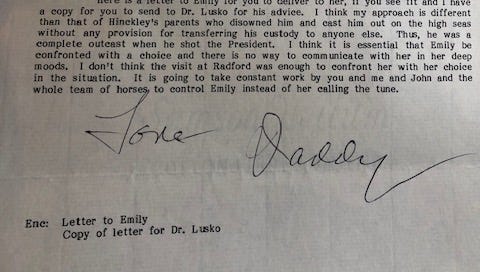 here is a letter to Emily for you to deliver to her, if you see fit and I have
a copy for you to send to Dr. Lusko for his advice. I think my approach is different
than that of Hinckley's parents who disowned him and cast him out on the high seas
without any provision for transferring his custody to anyone else. Thus, he was a
complete outcast when he shot the President. I think it is essential that Emily be
confronted with a choice and there is no way to communicate with her in her deep
moods. I don't think the visit at Radford was enough to confront her with her choice
in the situation. It is going to take constant work by you and me and John and the
whole team of horses to control Emily instead of her calling the tune.
Love Daddy
Enc: Letter to Emily
Copy of letter for Dr. Lusko